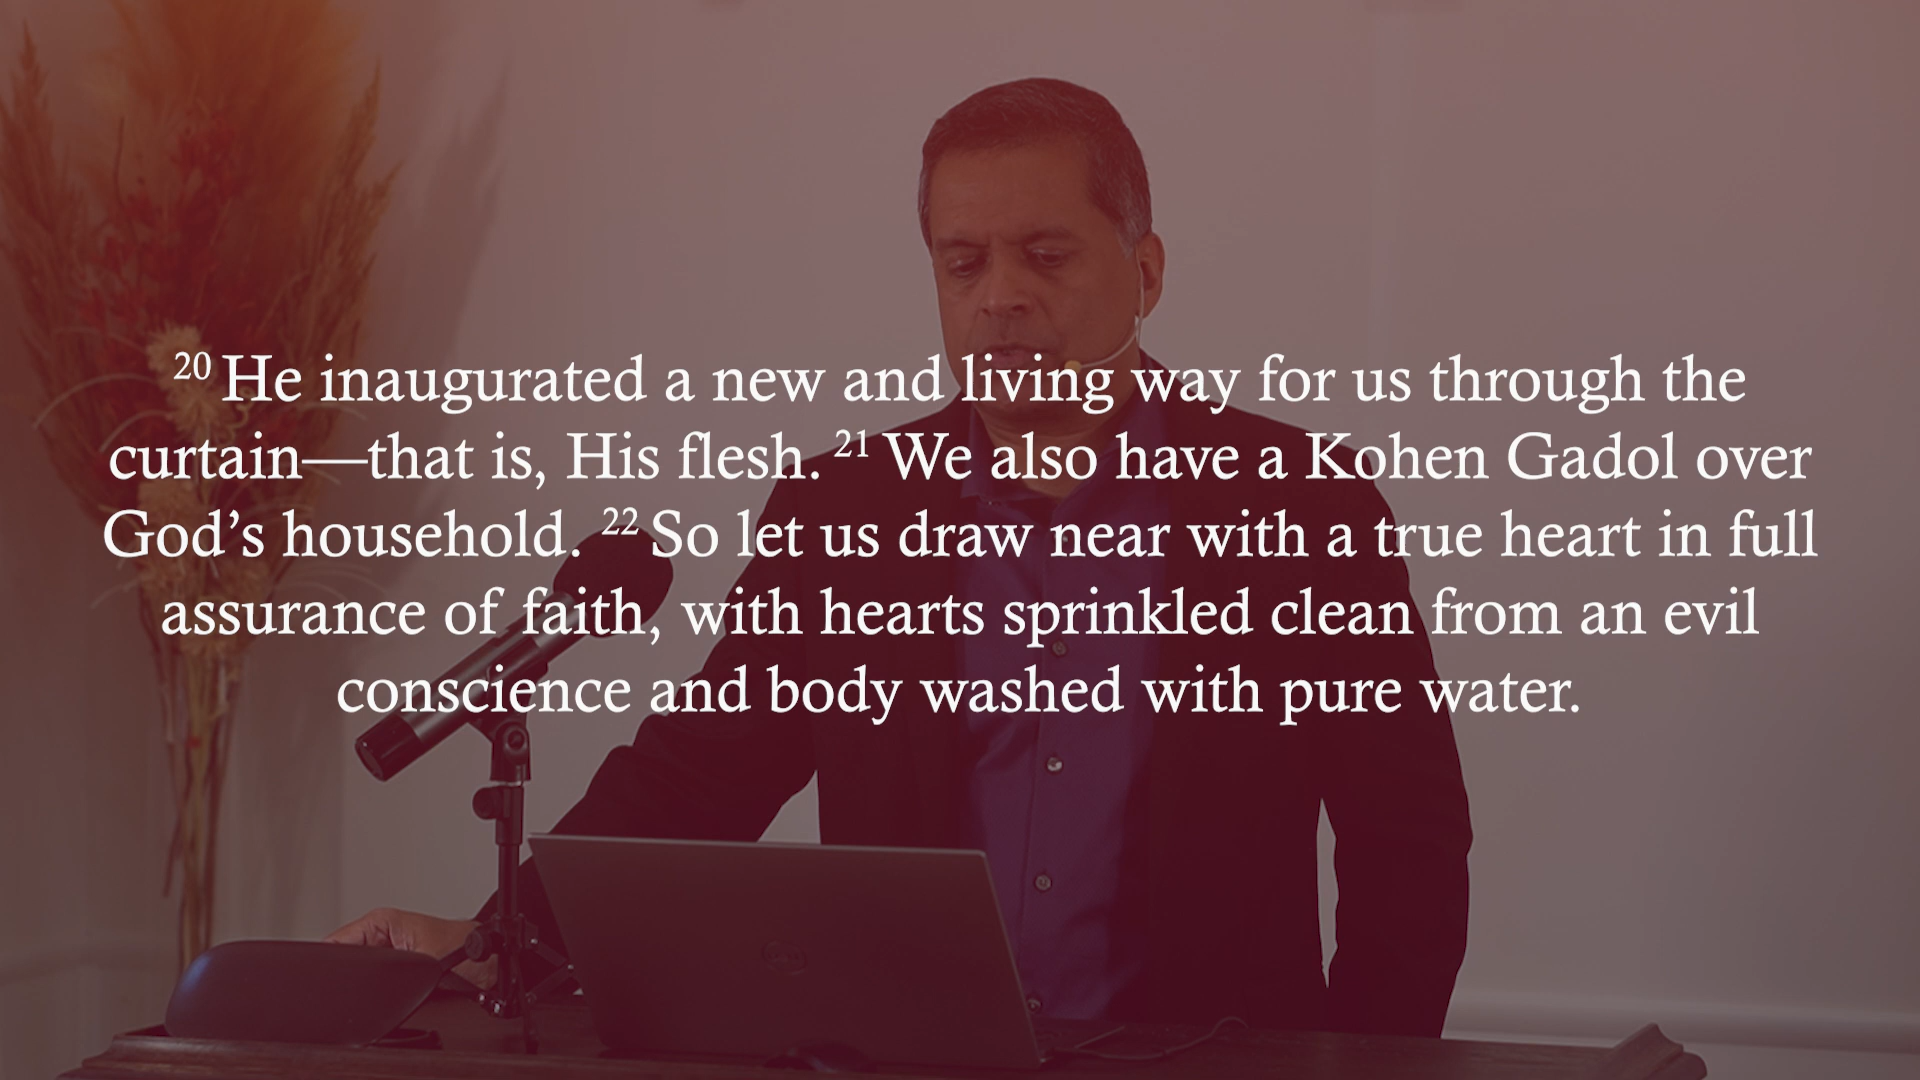 20 He inaugurated a new and living way for us through the
curtain—that is, His flesh. 21 We also have a Kohen Gadol over
God’s household. 22 So let us draw near with a true heart in full
assurance of faith, with hearts sprinkled clean from an evil
conscience and body washed with pure water.